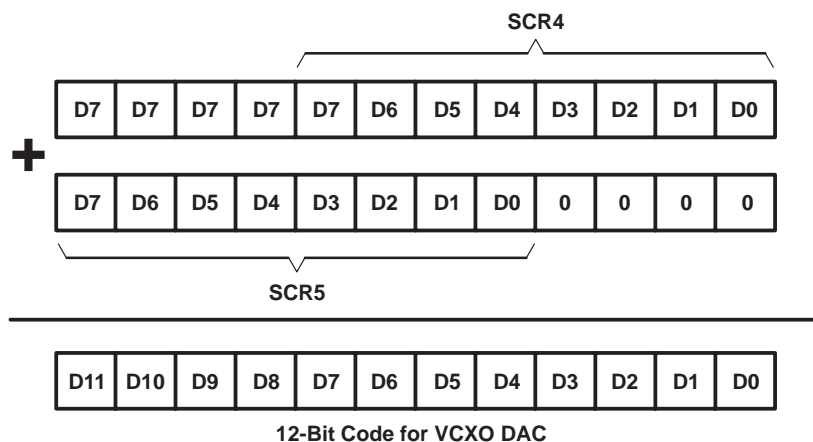 SCR4
D7 D7 D7 D7 D7 D6 D5 D4 D3 D2 D1 D0
+
D7 D6 D5 D4 D3 D2 D1 D0 0 0 0 0
SCR5
D11 D10 D9 D8 D7 D6 D5 D4 D3 D2 D1 D0
12-Bit Code for VCXO DAC